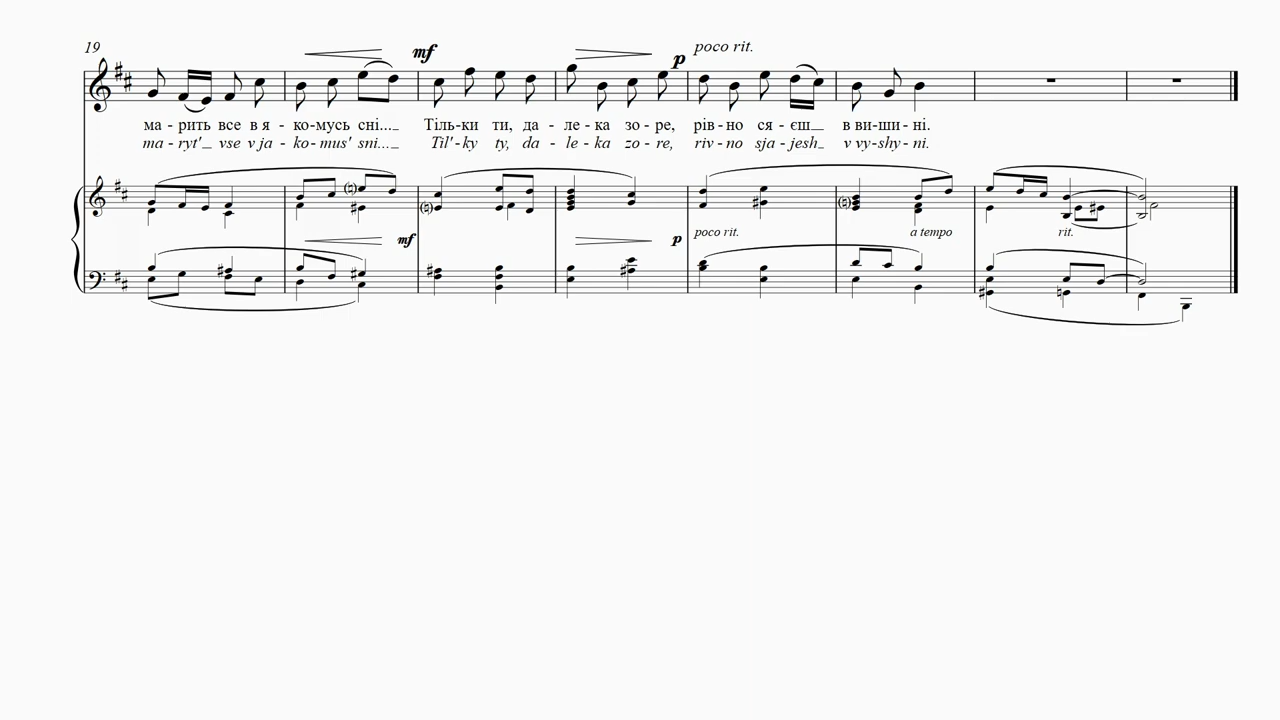 19
mf
p
poco rit.
ма - рить все в я - ко-мусь сні..._ Тіль-ки ти, да - ле - ка зо - ре, рів - но ся - єш_ в ви-ши - ні.
ma - ryt'_ vse v ja - ko - mus' sni..._ Til'-ky ty, da - le - ka zo - re, riv - no sja - jesh_ v vy-shy - ni.
mf
p
poco rit.
a tempo
rit.